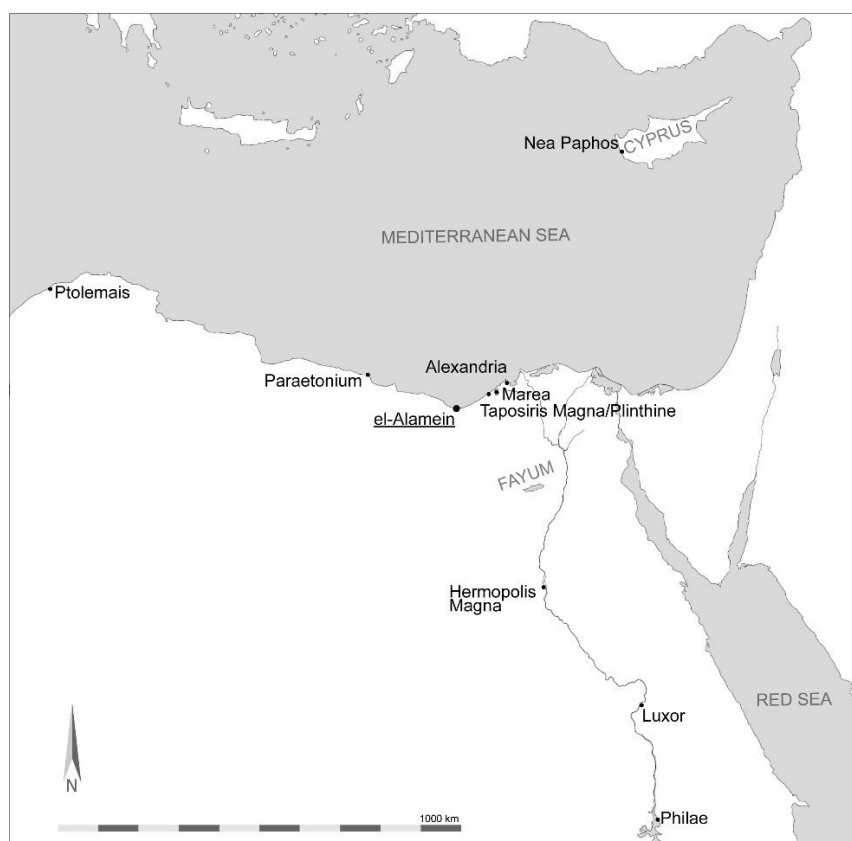 Nea Paphos
CYPRUS
MEDITERRANEAN SEA
Ptolemais
Alexandria
Paraetonium
Marea
Taposiris Magna/Plinthine
el-Alamein
FAYUM
Hermopolis
Magna
RED SEA
Luxor
N
1000 km
Philae